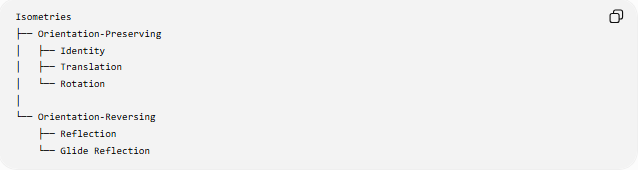 Isometries
├── Orientation-Preserving
│   ├── Identity
│   ├── Translation
│   └── Rotation
│
└── Orientation-Reversing
    ├── Reflection
    └── Glide Reflection